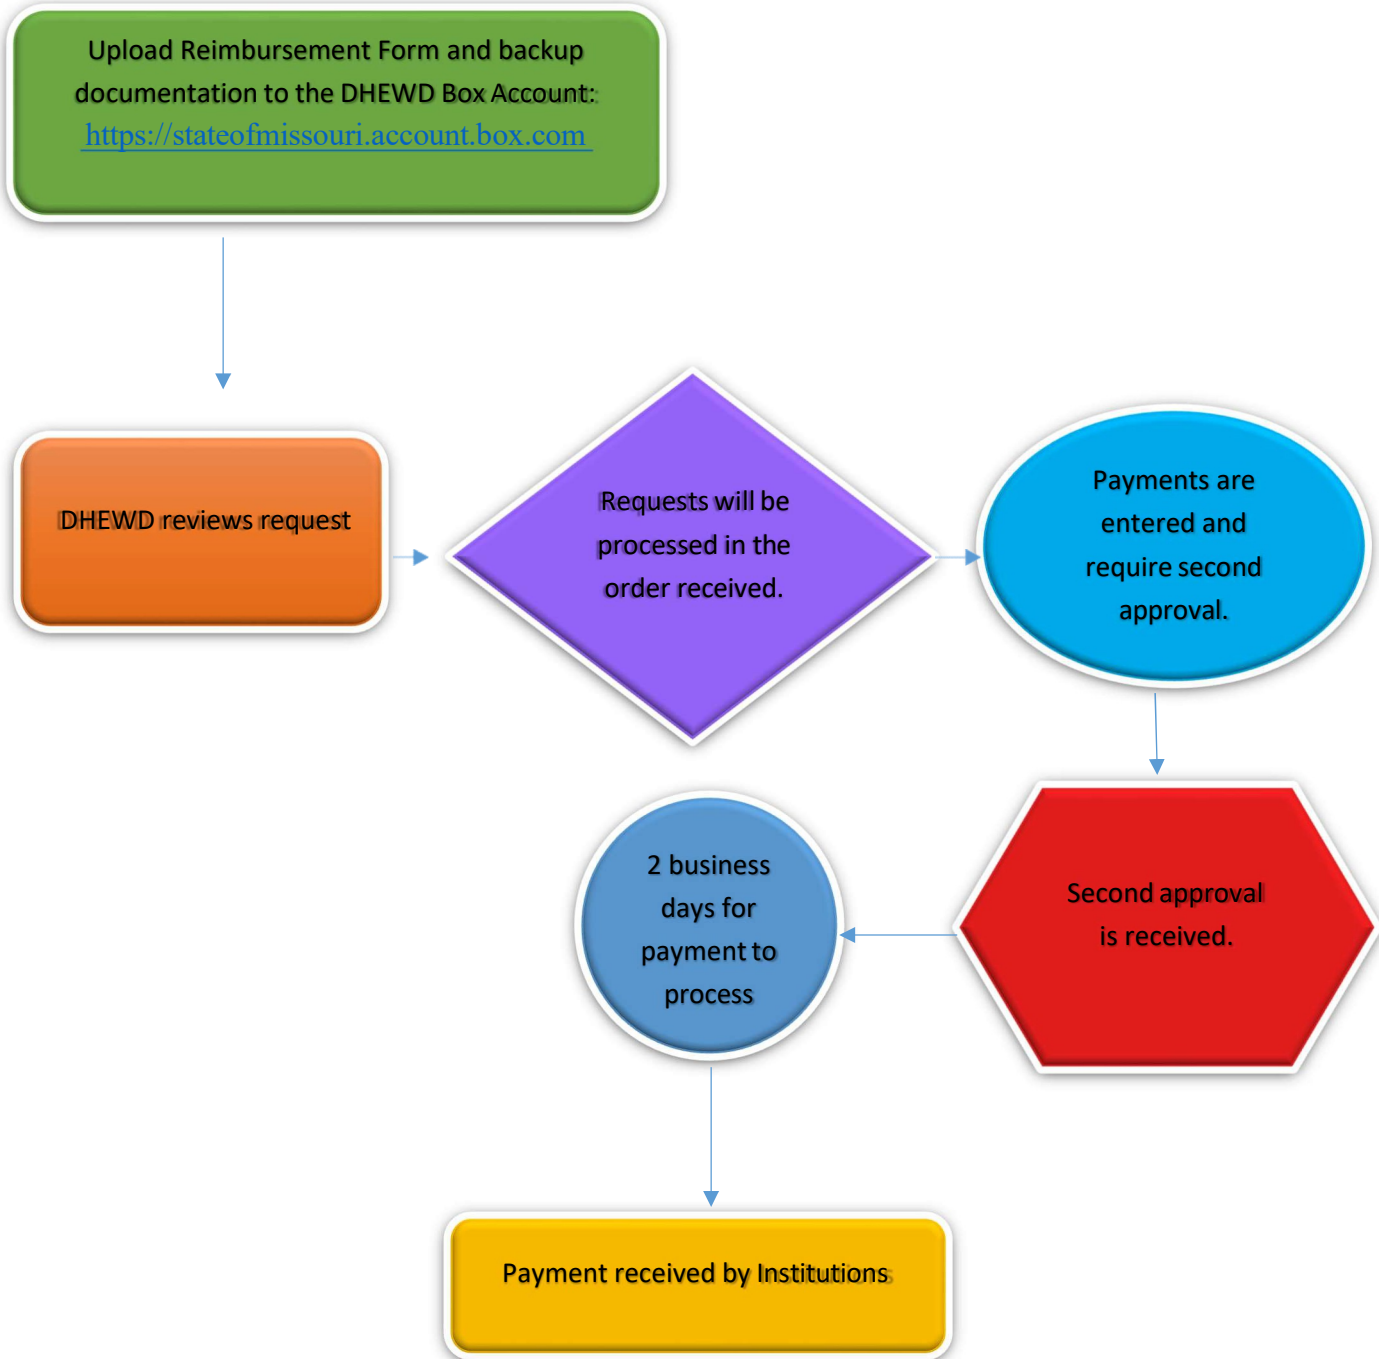 Upload Reimbursement Form and backup
documentation to the DHEWD Box Account:
https://stateofmissouri.account.box.com
DHEWD reviews request
Requests will be
processed in the
order received.
Payments are
entered and
require second
approval.
Second approval
is received.
2 business
days for
payment to
process
Payment received by Institutions